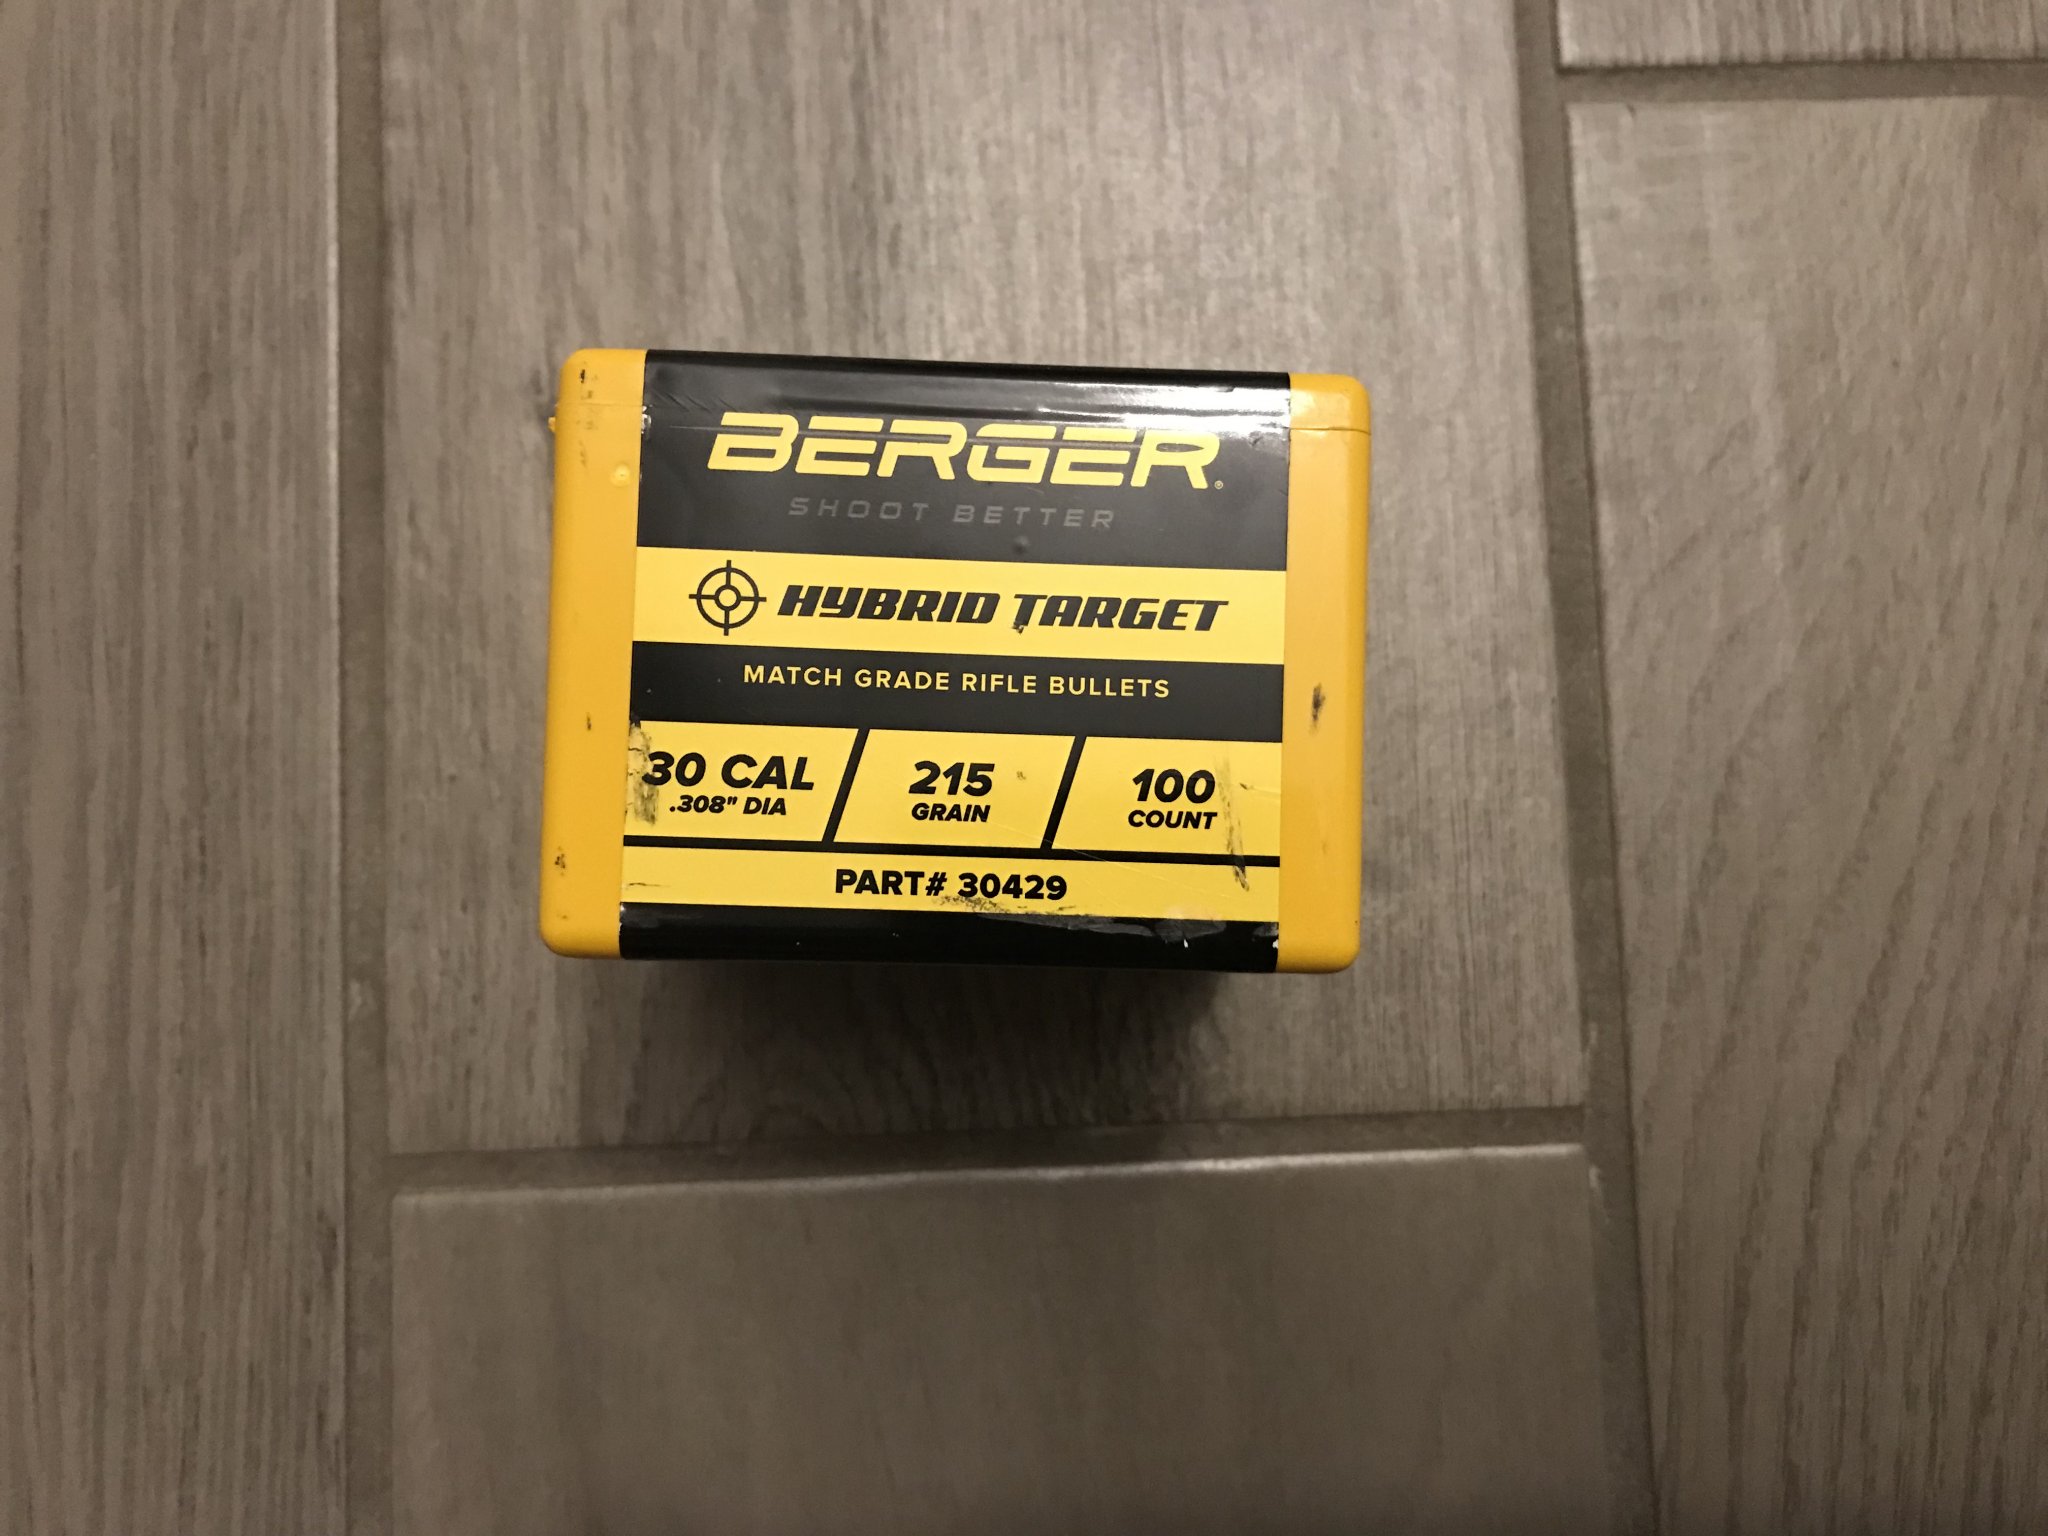 BERGER®
SHOOT BETTER
HYBRID TARGET
MATCH GRADE RIFLE BULLETS
30 CAL
.308" DIA
215
GRAIN
100
COUNT
PART# 30429